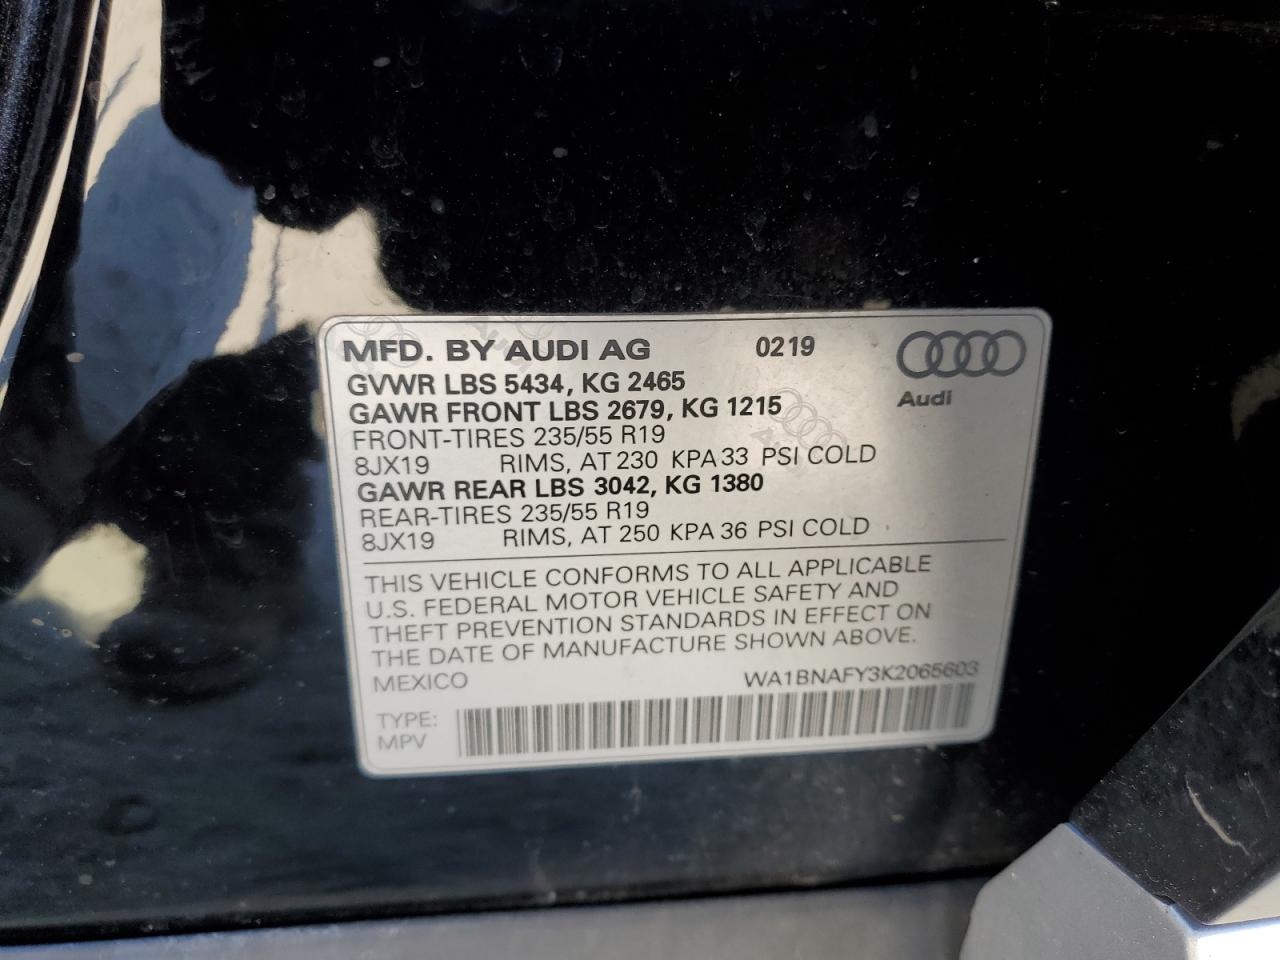 MFD. BY AUDI AG 0219
Audi
GVWR LBS 5434, KG 2465
GAWR FRONT LBS 2679, KG 1215
FRONT-TIRES 235/55 R19
8JX19 RIMS, AT 230 KPA 33 PSI COLD
GAWR REAR LBS 3042, KG 1380
REAR-TIRES 235/55 R19
8JX19 RIMS, AT 250 KPA 36 PSI COLD
THIS VEHICLE CONFORMS TO ALL APPLICABLE
U.S. FEDERAL MOTOR VEHICLE SAFETY AND
THEFT PREVENTION STANDARDS IN EFFECT ON
THE DATE OF MANUFACTURE SHOWN ABOVE.
MEXICO WA1BNAFY3K2065603
TYPE:
MPV